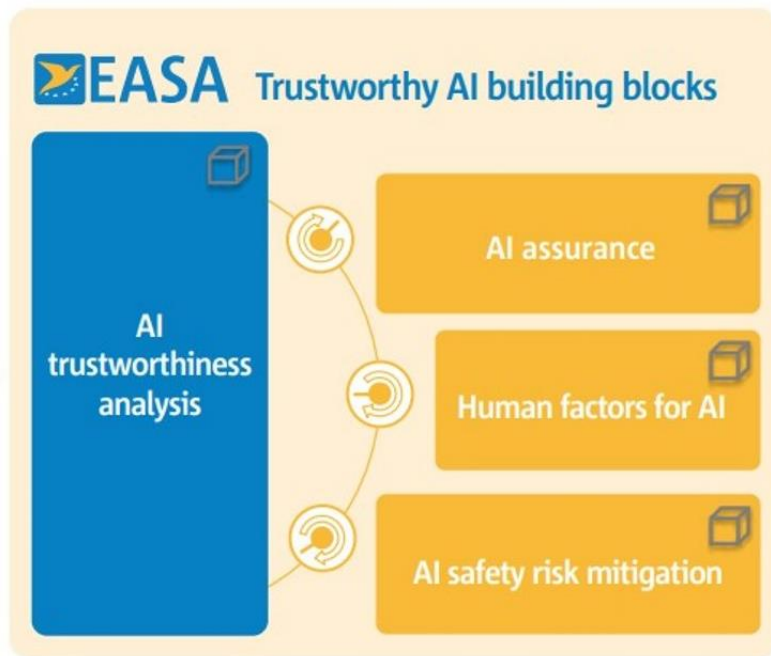 EASA Trustworthy AI building blocks
AI
trustworthiness
analysis
AI assurance
Human factors for AI
AI safety risk mitigation